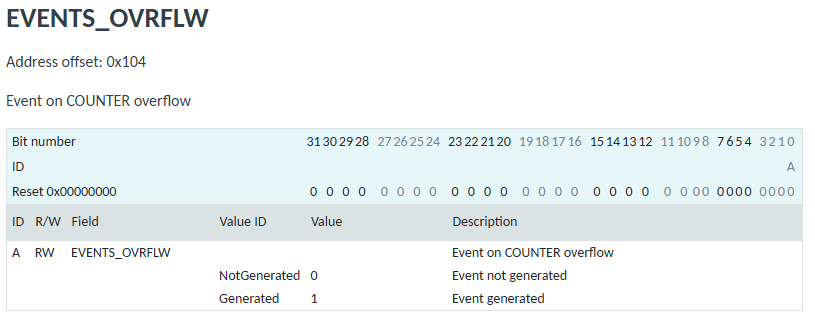 EVENTS_OVRFLW
Address offset: 0x104
Event on COUNTER overflow
Bit number 31 30 29 28 27 26 25 24 23 22 21 20 19 18 17 16 15 14 13 12 11 10 9 8 7 6 5 4 3 2 1 0
ID A
Reset 0x00000000 0 0 0 0 0 0 0 0 0 0 0 0 0 0 0 0 0 0 0 0 0 0 0 0 0 0 0 0 0 0 0 0
ID R/W Field Value ID Value Description
A RW EVENTS_OVRFLW Event on COUNTER overflow
NotGenerated 0 Event not generated
Generated 1 Event generated